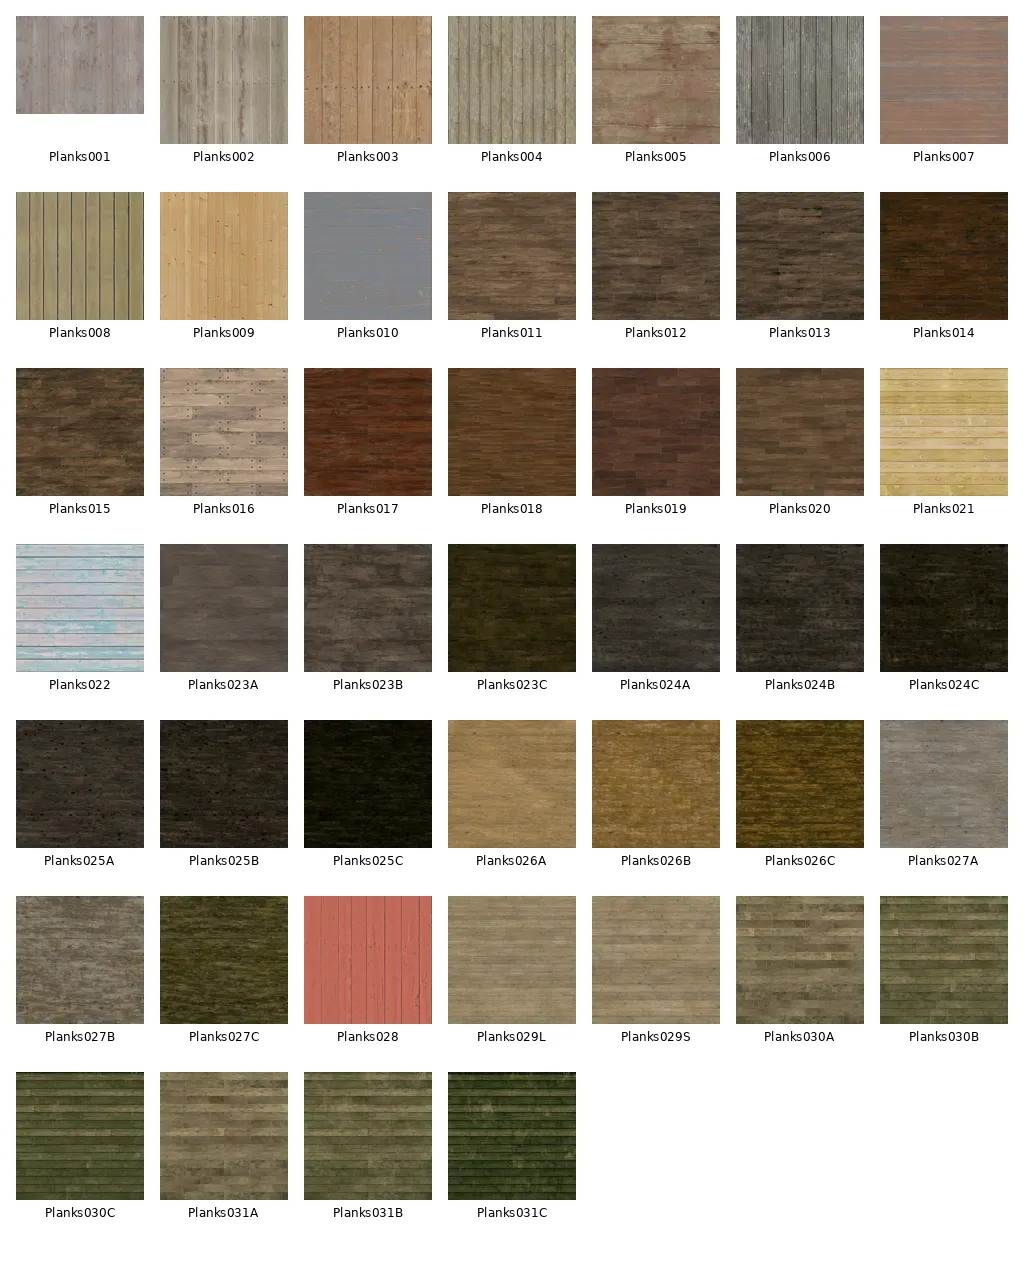 Planks001 Planks002 Planks003 Planks004 Planks005 Planks006 Planks007
Planks008 Planks009 Planks010 Planks011 Planks012 Planks013 Planks014
Planks015 Planks016 Planks017 Planks018 Planks019 Planks020 Planks021
Planks022 Planks023A Planks023B Planks023C Planks024A Planks024B Planks024C
Planks025A Planks025B Planks025C Planks026A Planks026B Planks026C Planks027A
Planks027B Planks027C Planks028 Planks029L Planks029S Planks030A Planks030B
Planks030C Planks031A Planks031B Planks031C